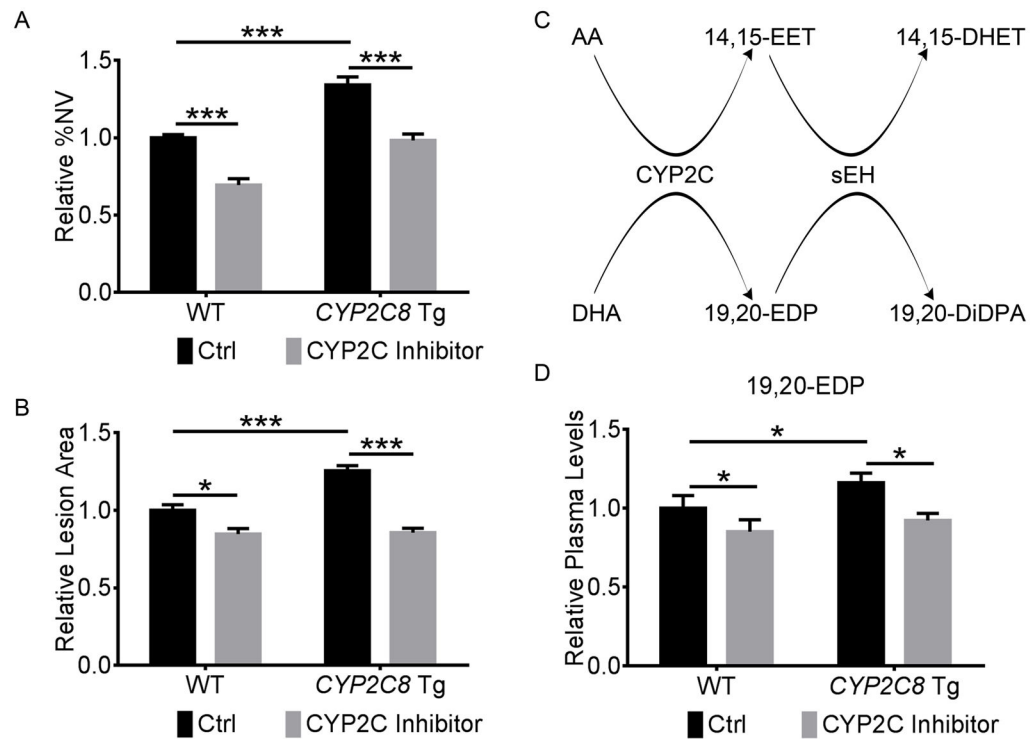 A
Relative %NV
1.5
1.0
0.5
0.0
***
***
***
WT
CYP2C8 Tg
Ctrl
CYP2C Inhibitor
B
Relative Lesion Area
1.5
1.0
0.5
0.0
***
*
***
WT
CYP2C8 Tg
Ctrl
CYP2C Inhibitor
C
AA
14,15-EET
14,15-DHET
CYP2C
sEH
DHA
19,20-EDP
19,20-DiDPA
D
19,20-EDP
Relative Plasma Levels
1.5
1.0
0.5
0.0
*
*
*
WT
CYP2C8 Tg
Ctrl
CYP2C Inhibitor